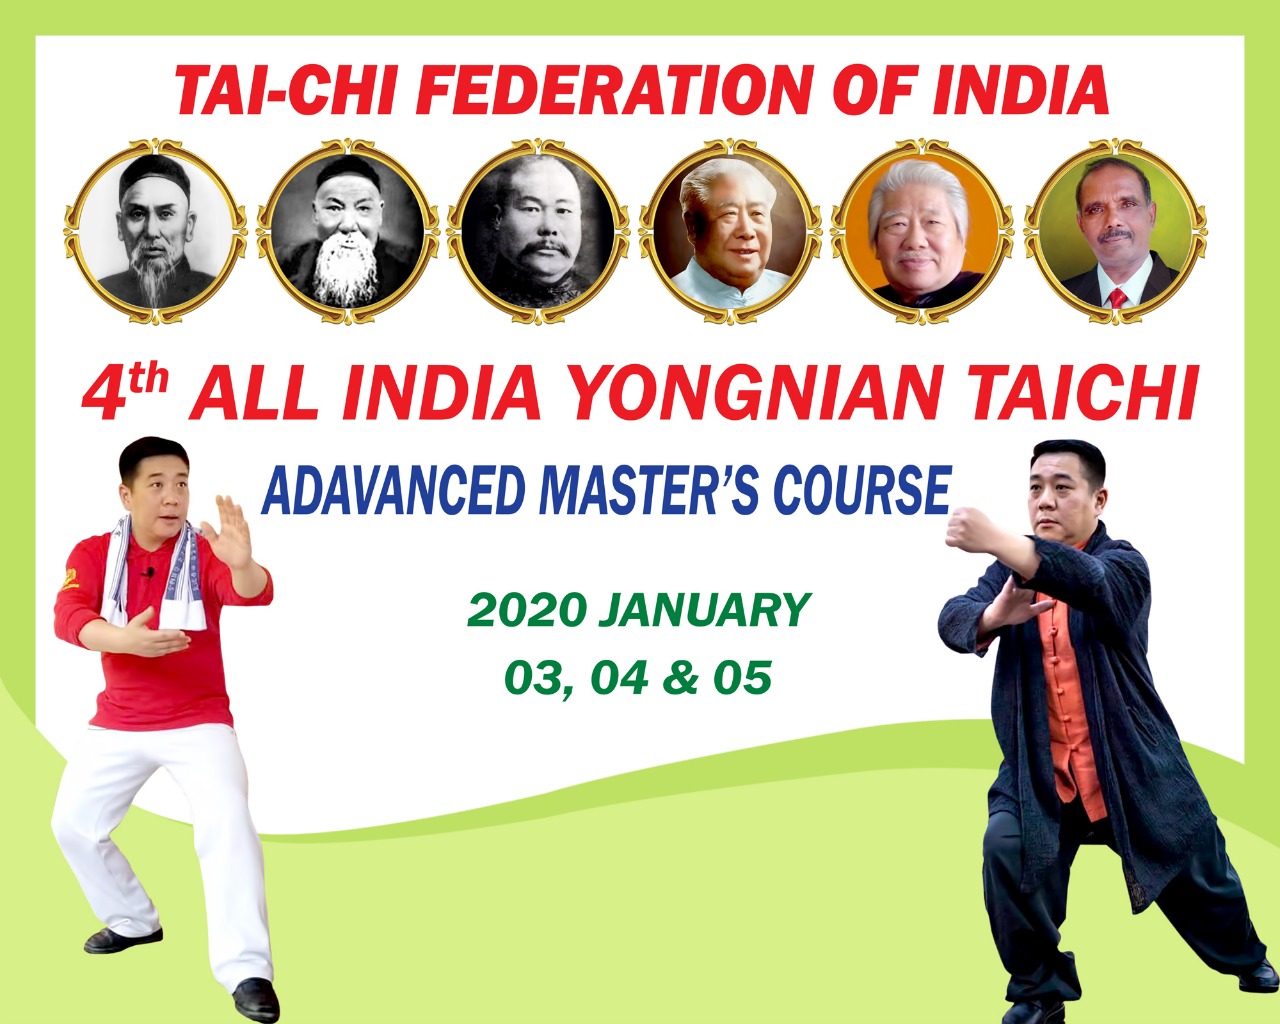 TAI-CHI FEDERATION OF INDIA
4th ALL INDIA YONGNIAN TAICHI
ADAVANCED MASTER'S COURSE
2020 JANUARY
03, 04 & 05